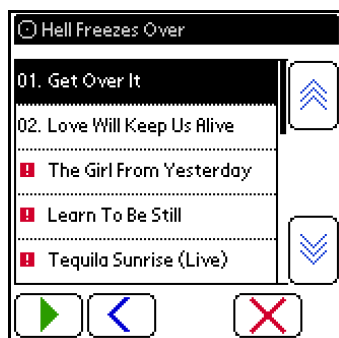 Hell Freezes Over
01. Get Over It
02. Love Will Keep Us Alive
! The Girl From Yesterday
! Learn To Be Still
! Tequila Sunrise (Live)